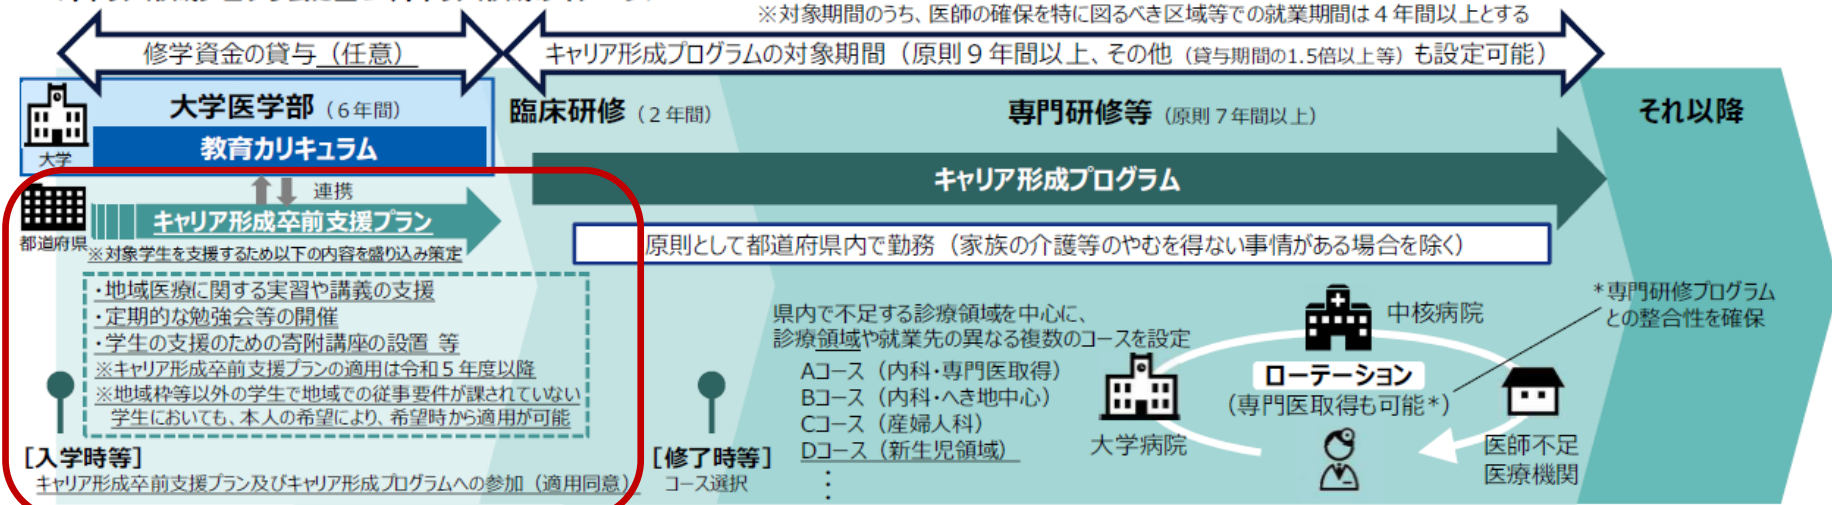 ※対象期間のうち、医師の確保を特に図るべき区域等での就業期間は４年間以上とする
修学資金の貸与（任意）
キャリア形成プログラムの対象期間（原則９年間以上、その他（貸与期間の1.5倍以上等）も設定可能）
大学医学部（6年間）
臨床研修（２年間）
専門研修等（原則７年間以上）
それ以降
教育カリキュラム
大学
連携
キャリア形成プログラム
キャリア形成卒前支援プラン
都道府県
※対象学生を支援するため以下の内容を盛り込み策定
原則として都道府県内で勤務（家族の介護等のやむを得ない事情がある場合を除く）
・地域医療に関する実習や講義の支援
・定期的な勉強会等の開催
・学生の支援のための寄附講座の設置 等
※キャリア形成卒前支援プランの適用は令和５年度以降
※地域枠等以外の学生で地域での従事要件が課されていない
学生においても、本人の希望により、希望時から適用が可能
［入学時等］
キャリア形成卒前支援プラン及びキャリア形成プログラムへの参加（適用同意）
［修了時等］
コース選択
県内で不足する診療領域を中心に、
診療領域や就業先の異なる複数のコースを設定
Aコース（内科・専門医取得）
Bコース（内科・へき地中心）
Cコース（産婦人科）
Dコース（新生児領域）
中核病院
ローテーション
（専門医取得も可能*）
大学病院
医師不足
医療機関
*専門研修プログラム
との整合性を確保